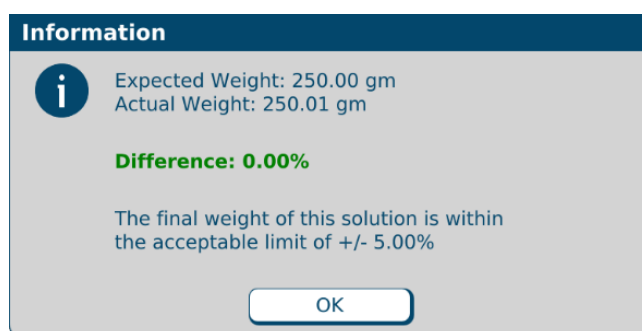 Information
i
Expected Weight: 250.00 gm
Actual Weight: 250.01 gm
Difference: 0.00%
The final weight of this solution is within
the acceptable limit of +/- 5.00%
OK